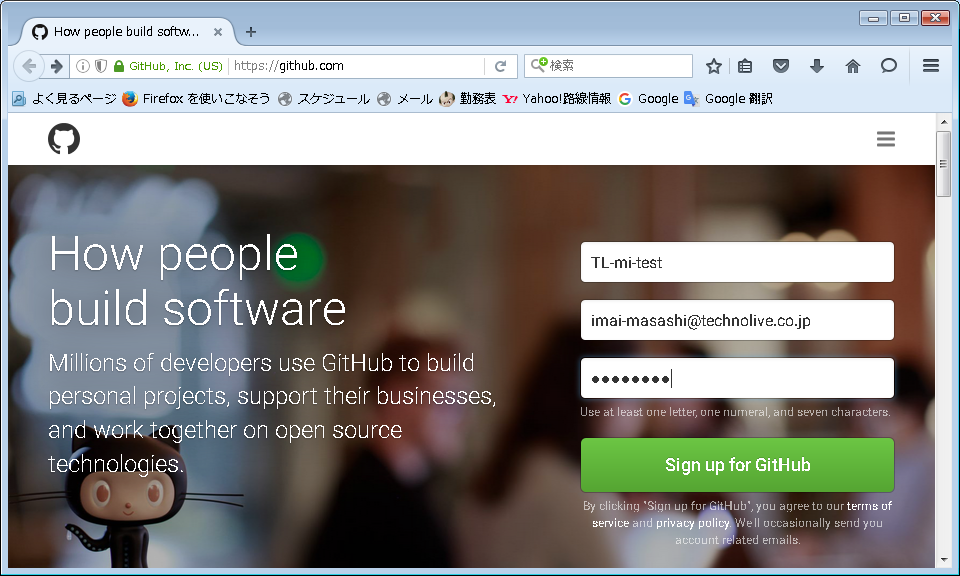 How people build softw...
GitHub, Inc. (US)
https://github.com
検索
よく見るページ
Firefox を使いこなそう
スケジュール
メール
勤務表
Y!
Yahoo!路線情報
Google
Google 翻訳
How people
build software
Millions of developers use GitHub to build
personal projects, support their businesses,
and work together on open source
technologies.
TL-mi-test
imai-masashi@technolive.co.jp
●●●●●●●●
Use at least one letter, one numeral, and seven characters.
Sign up for GitHub
By clicking "Sign up for GitHub", you agree to our terms of
service and privacy policy. We'll occasionally send you
account related emails.